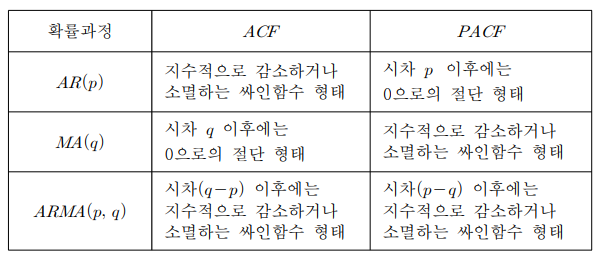 확률과정 ACF PACF
AR(p) 지수적으로 감소하거나 소멸하는 싸인함수 형태 시차 p 이후에는 0으로의 절단 형태
MA(q) 시차 q 이후에는 0으로의 절단 형태 지수적으로 감소하거나 소멸하는 싸인함수 형태
ARMA(p, q) 시차(q-p) 이후에는 지수적으로 감소하거나 소멸하는 싸인함수 형태 시차(p-q) 이후에는 지수적으로 감소하거나 소멸하는 싸인함수 형태